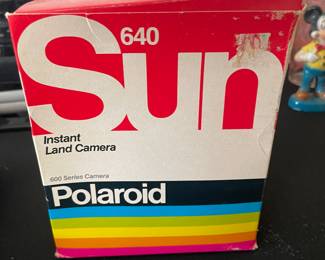 640
Sun
Instant
Land Camera
600 Series Camera
Polaroid